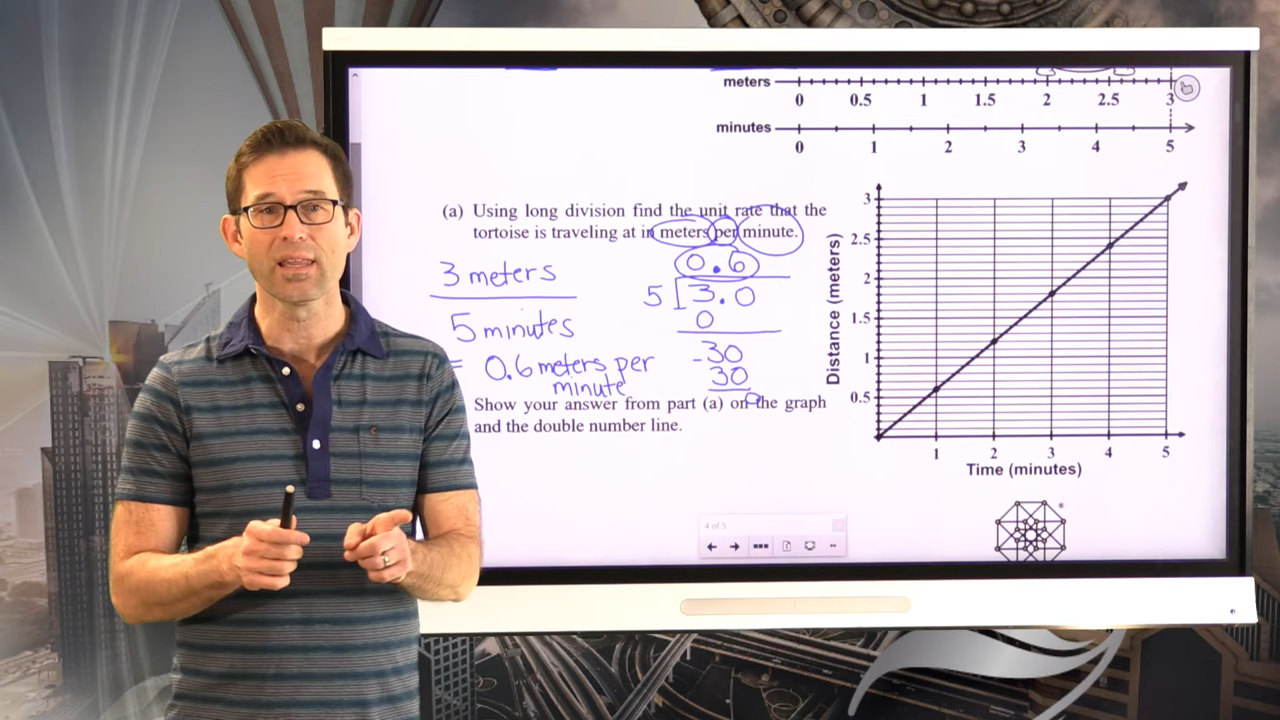 meters
0 0.5 1 1.5 2 2.5 3
minutes
0 1 2 3 4 5
(a) Using long division find the unit rate that the
tortoise is traveling at in meters per minute.
3 meters
5 minutes
= 0.6 meters per
minute
0.6
5 3.0
0
-30
30
0
Show your answer from part (a) on the graph
and the double number line.
Distance (meters)
3
2.5
2
1.5
1
0.5
1 2 3 4 5
Time (minutes)
4 of 5